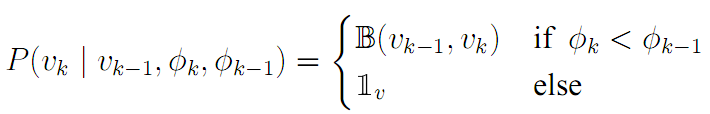 P(v_k | v_{k−1}, ϕ_k, ϕ_{k−1}) = { 𝔹(v_{k−1}, v_k) if ϕ_k < ϕ_{k−1}
𝟙_v else